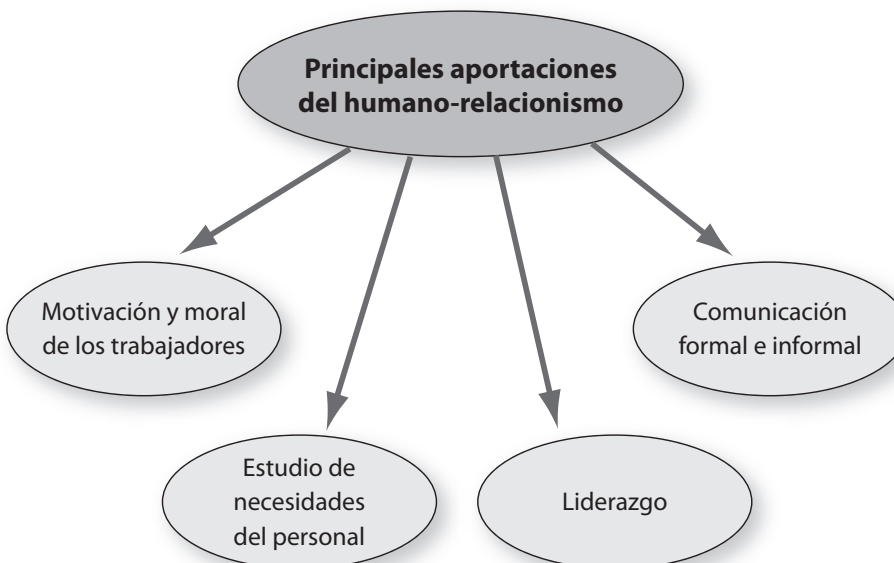 Principales aportaciones
del humano-relacionismo
Motivación y moral
de los trabajadores
Comunicación
formal e informal
Estudio de
necesidades
del personal
Liderazgo